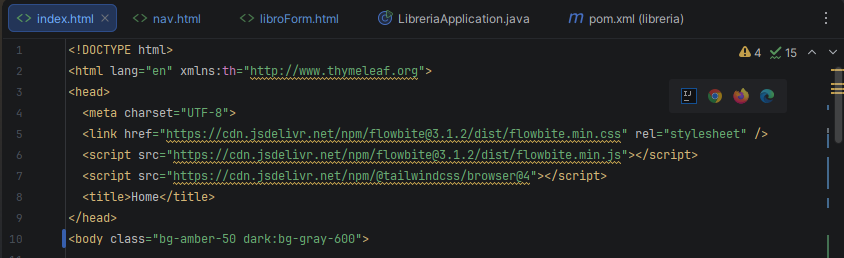 <> index.html × <> nav.html <> libroForm.html LibreriaApplication.java m pom.xml (libreria)
1 <!DOCTYPE html> 4 15
2 <html lang="en" xmlns:th="http://www.thymeleaf.org">
3 <head>
4 <meta charset="UTF-8">
5 <link href="https://cdn.jsdelivr.net/npm/flowbite@3.1.2/dist/flowbite.min.css" rel="stylesheet" />
6 <script src="https://cdn.jsdelivr.net/npm/flowbite@3.1.2/dist/flowbite.min.js"></script>
7 <script src="https://cdn.jsdelivr.net/npm/@tailwindcss/browser@4"></script>
8 <title>Home</title>
9 </head>
10 <body class="bg-amber-50 dark:bg-gray-600">